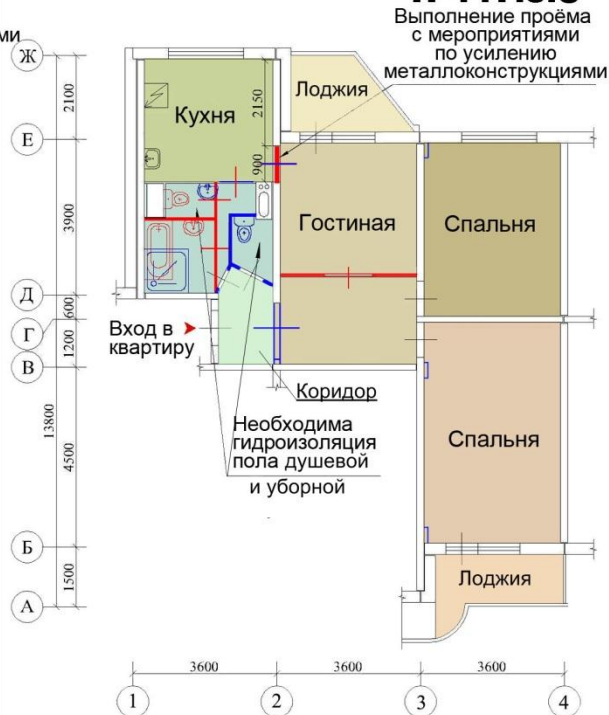 Выполнение проёма
с мероприятиями
по усилению
металлоконструкциями
Ж
2100
Кухня
2150
Лоджия
Е
900
3900
Гостиная
Спальня
Д
600
Г
1200
В
Вход в
квартиру
Коридор
13800
Необходима
гидроизоляция
пола душевой
и уборной
4500
Спальня
Б
1500
Лоджия
А
3600
3600
3600
1
2
3
4